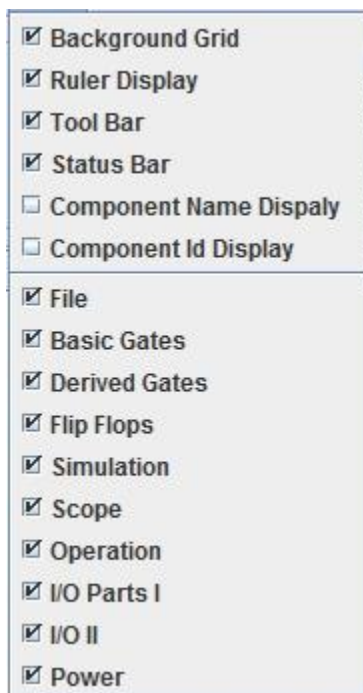 Background Grid
Ruler Display
Tool Bar
Status Bar
Component Name Dispaly
Component Id Display
File
Basic Gates
Derived Gates
Flip Flops
Simulation
Scope
Operation
I/O Parts I
I/O II
Power